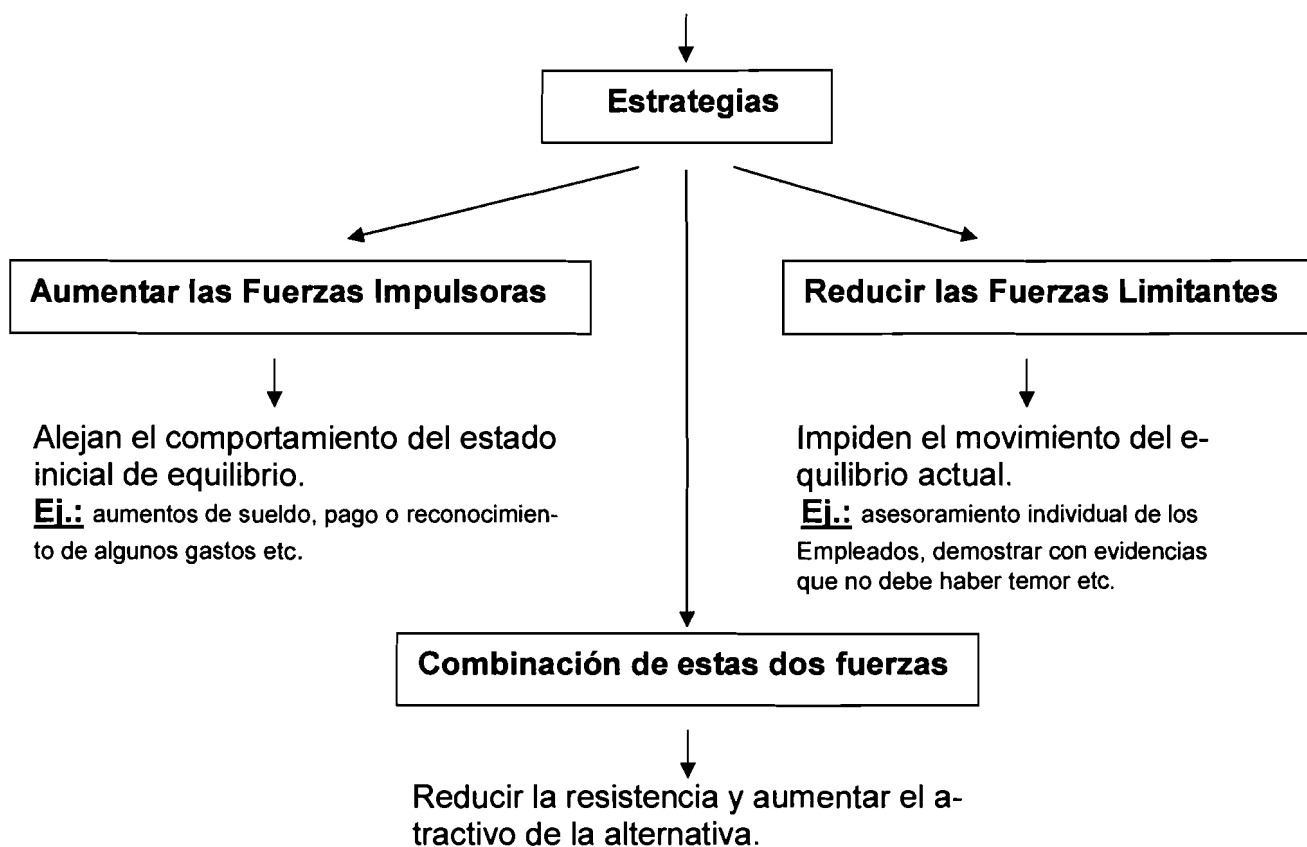 Estrategias
Aumentar las Fuerzas Impulsoras
Reducir las Fuerzas Limitantes
Alejan el comportamiento del estado
inicial de equilibrio.
Ej.: aumentos de sueldo, pago o reconocimien-
to de algunos gastos etc.
Impiden el movimiento del e-
quilibrio actual.
Ej.: asesoramiento individual de los
Empleados, demostrar con evidencias
que no debe haber temor etc.
Combinación de estas dos fuerzas
Reducir la resistencia y aumentar el a-
tractivo de la alternativa.